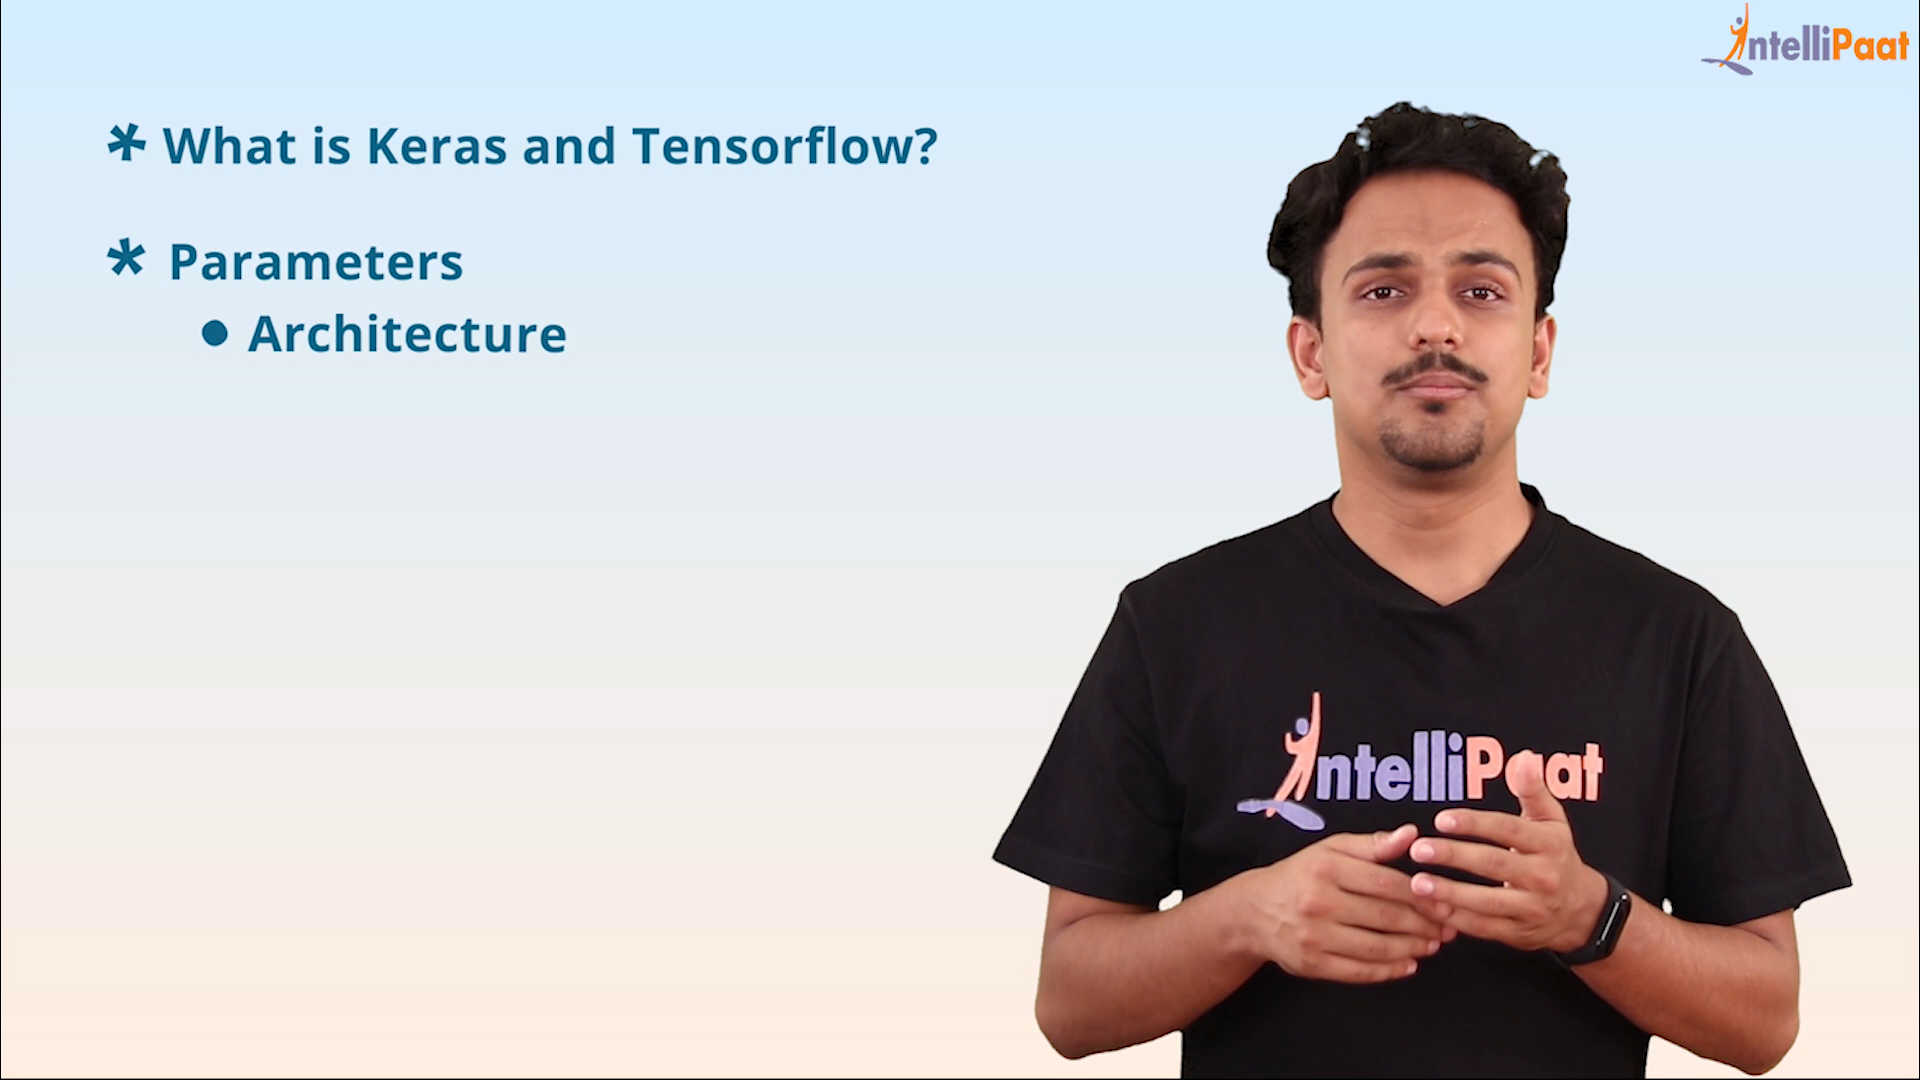 IntelliPaat
* What is Keras and Tensorflow?
* Parameters
• Architecture
IntelliPaat